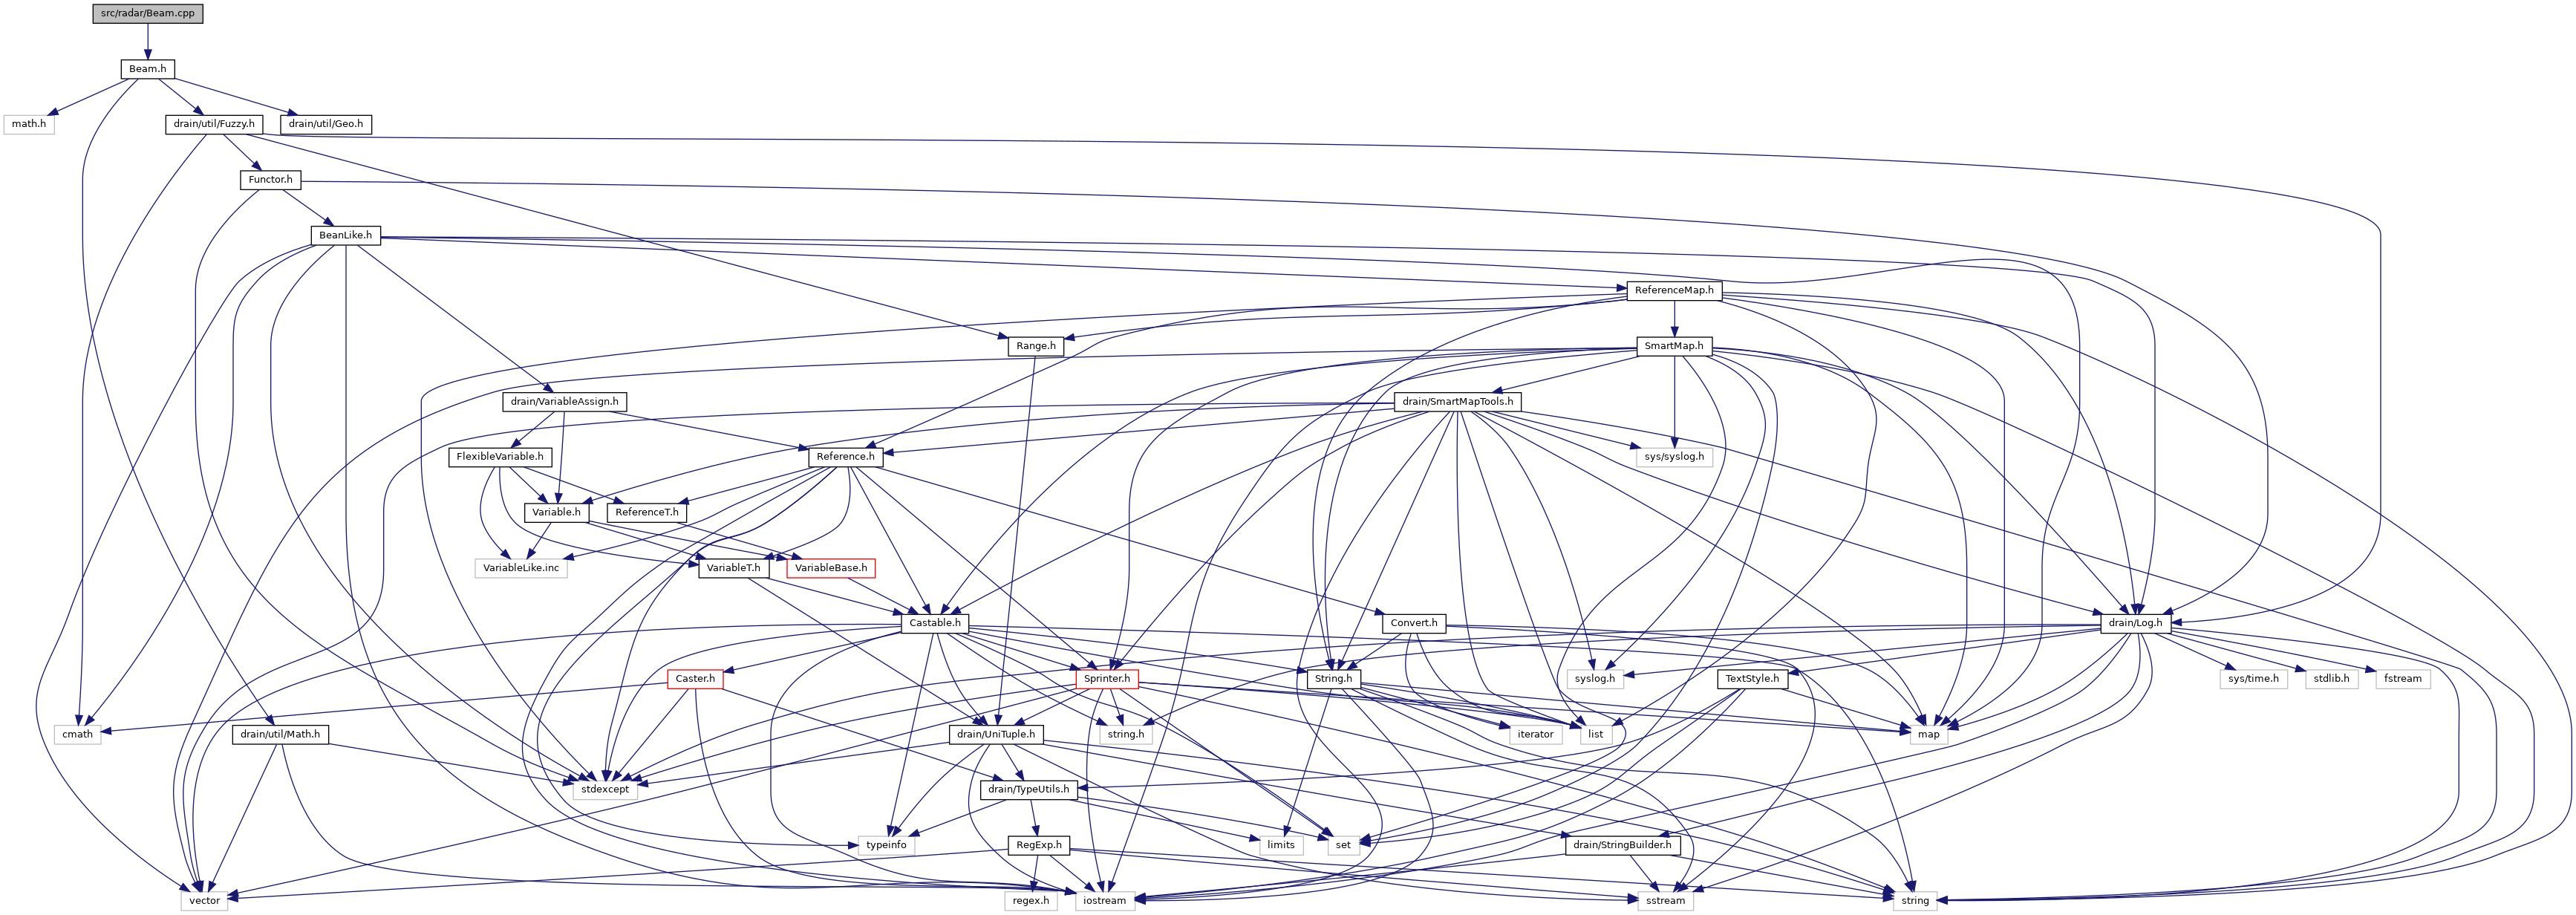 src/radar/Beam.cpp
Beam.h
math.h
drain/util/Fuzzy.h
drain/util/Geo.h
Functor.h
BeanLike.h
ReferenceMap.h
Range.h
SmartMap.h
drain/VariableAssign.h
drain/SmartMapTools.h
FlexibleVariable.h
Reference.h
sys/syslog.h
Variable.h
ReferenceT.h
VariableLike.inc
VariableT.h
VariableBase.h
Castable.h
Convert.h
drain/Log.h
Caster.h
Sprinter.h
String.h
syslog.h
TextStyle.h
sys/time.h
stdlib.h
fstream
cmath
drain/util/Math.h
drain/UniTuple.h
string.h
iterator
list
map
stdexcept
drain/TypeUtils.h
typeinfo
RegExp.h
limits
set
drain/StringBuilder.h
vector
regex.h
iostream
sstream
string